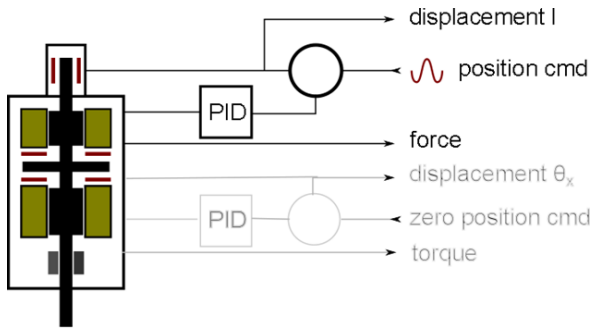 displacement l
position cmd
PID
force
displacement θx
PID
zero position cmd
torque